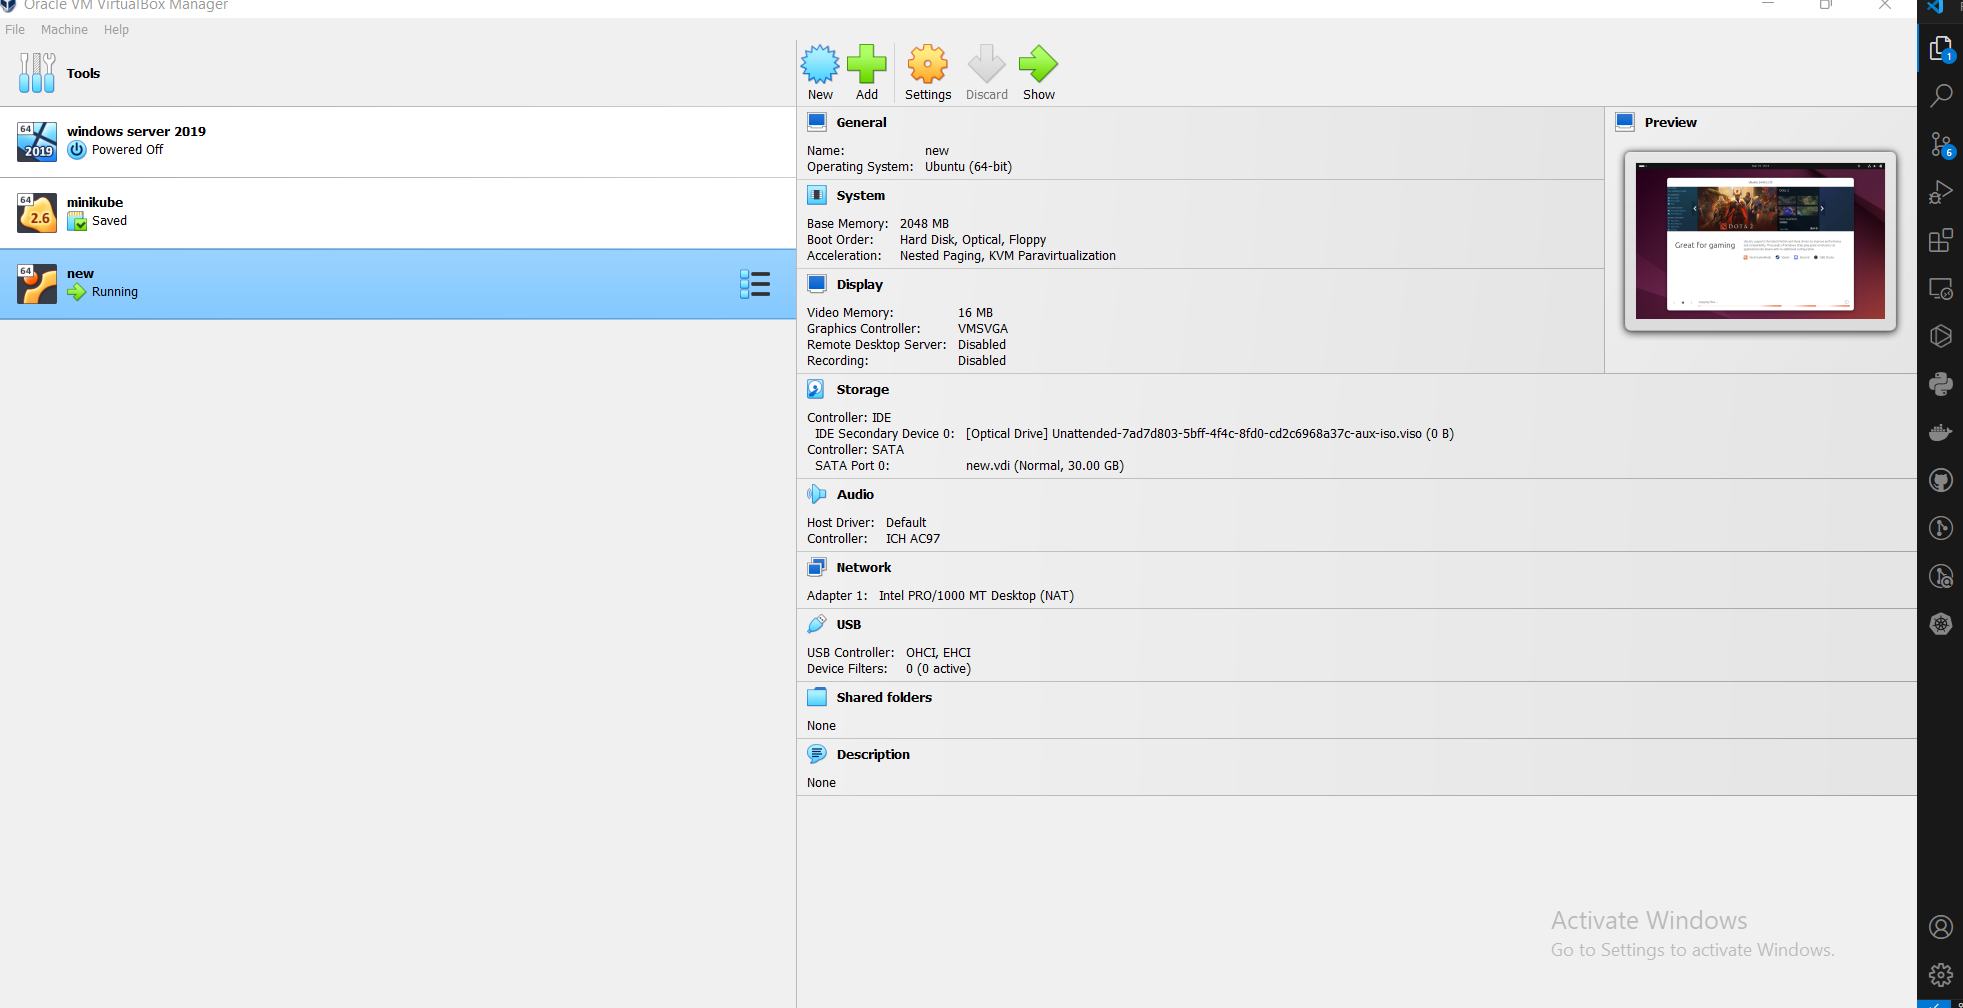 Oracle VM VirtualBox Manager
File Machine Help
Tools
New Add Settings Discard Show
64
2019
windows server 2019
Powered Off
64
2.6
minikube
Saved
64
new
Running
General
Name: new
Operating System: Ubuntu (64-bit)
System
Base Memory: 2048 MB
Boot Order: Hard Disk, Optical, Floppy
Acceleration: Nested Paging, KVM Paravirtualization
Display
Video Memory: 16 MB
Graphics Controller: VMSVGA
Remote Desktop Server: Disabled
Recording: Disabled
Preview
DOTA 2
Great for gaming
Storage
Controller: IDE
IDE Secondary Device 0: [Optical Drive] Unattended-7ad7d803-5bff-4f4c-8fd0-cd2c6968a37c-aux-iso.viso (0 B)
Controller: SATA
SATA Port 0: new.vdi (Normal, 30.00 GB)
Audio
Host Driver: Default
Controller: ICH AC97
Network
Adapter 1: Intel PRO/1000 MT Desktop (NAT)
USB
USB Controller: OHCI, EHCI
Device Filters: 0 (0 active)
Shared folders
None
Description
None
Activate Windows
Go to Settings to activate Windows.
1
6